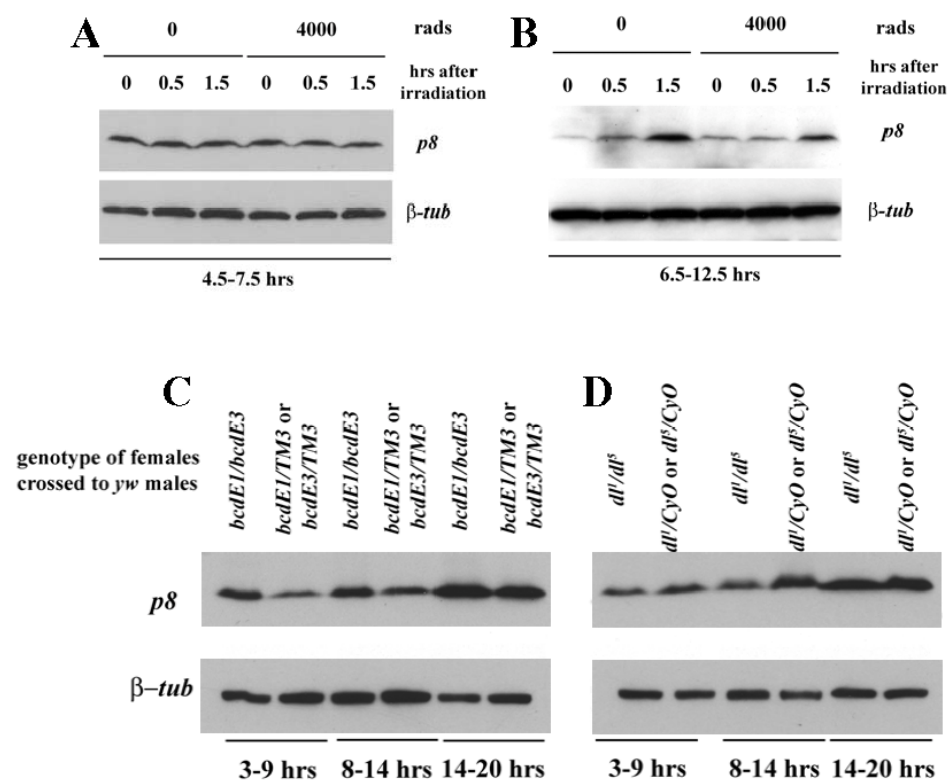 A
0 4000 rads
0 0.5 1.5 0 0.5 1.5 hrs after irradiation
p8
β-tub
4.5-7.5 hrs
B
0 4000 rads
0 0.5 1.5 0 0.5 1.5 hrs after irradiation
p8
β-tub
6.5-12.5 hrs
C
genotype of females
crossed to yw males
bcdE1/bcdE3
bcdE1/TM3 or
bcdE3/TM3
bcdE1/bcdE3
bcdE1/TM3 or
bcdE3/TM3
bcdE1/bcdE3
bcdE1/TM3 or
bcdE3/TM3
p8
β-tub
3-9 hrs 8-14 hrs 14-20 hrs
D
dl¹/dl⁵
dl¹/CyO or dl⁵/CyO
dl¹/dl⁵
dl¹/CyO or dl⁵/CyO
dl¹/dl⁵
dl¹/CyO or dl⁵/CyO
3-9 hrs 8-14 hrs 14-20 hrs